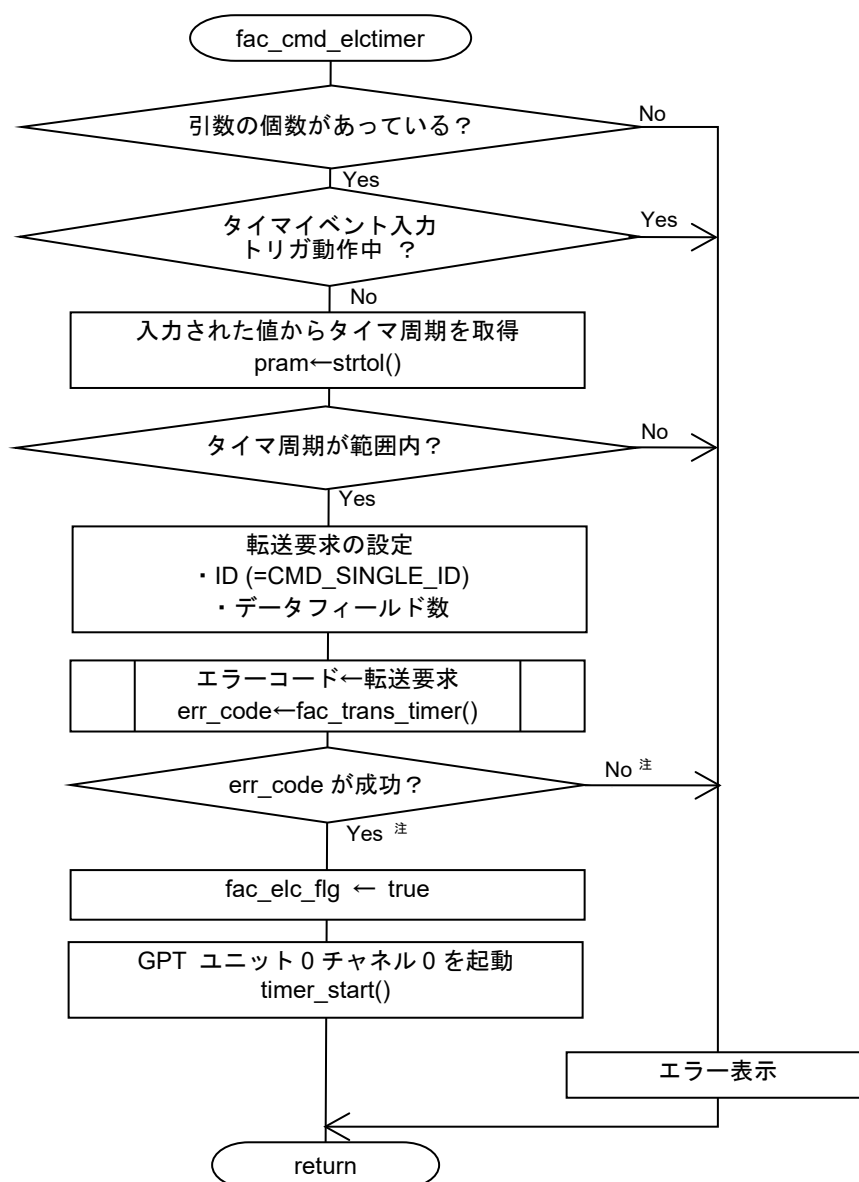 fac_cmd_elctimer
引数の個数があっている？
No
Yes
タイマイベント入力
トリガ動作中 ？
Yes
No
入力された値からタイマ周期を取得
pram←strtol()
タイマ周期が範囲内？
No
Yes
転送要求の設定
・ID (=CMD_SINGLE_ID)
・データフィールド数
エラーコード←転送要求
err_code←fac_trans_timer()
err_code が成功？
No 注
Yes 注
fac_elc_flg ← true
GPT ユニット 0 チャネル 0 を起動
timer_start()
エラー表示
return